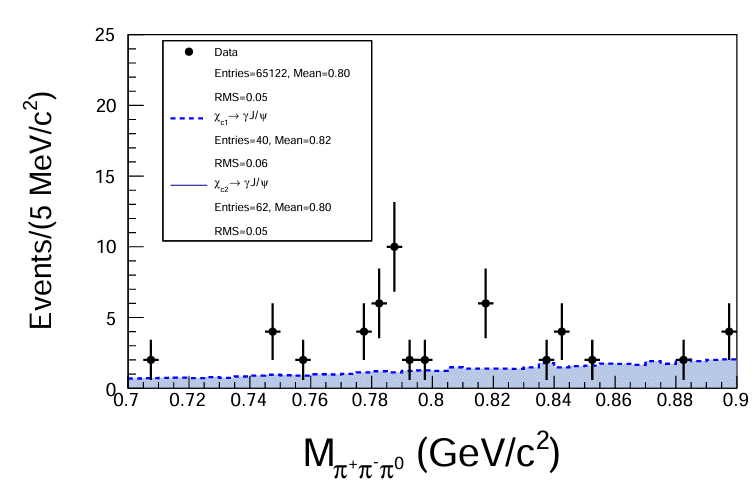 25
20
15
10
5
0
Events/(5 MeV/c²)
Data
Entries=65122, Mean=0.80
RMS=0.05
χc1→ γJ/ψ
Entries=40, Mean=0.82
RMS=0.06
χc2→ γJ/ψ
Entries=62, Mean=0.80
RMS=0.05
0.7 0.72 0.74 0.76 0.78 0.8 0.82 0.84 0.86 0.88 0.9
Mπ⁺π⁻π⁰ (GeV/c²)